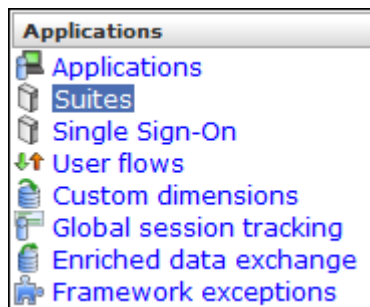 Applications
Applications
Suites
Single Sign-On
User flows
Custom dimensions
Global session tracking
Enriched data exchange
Framework exceptions